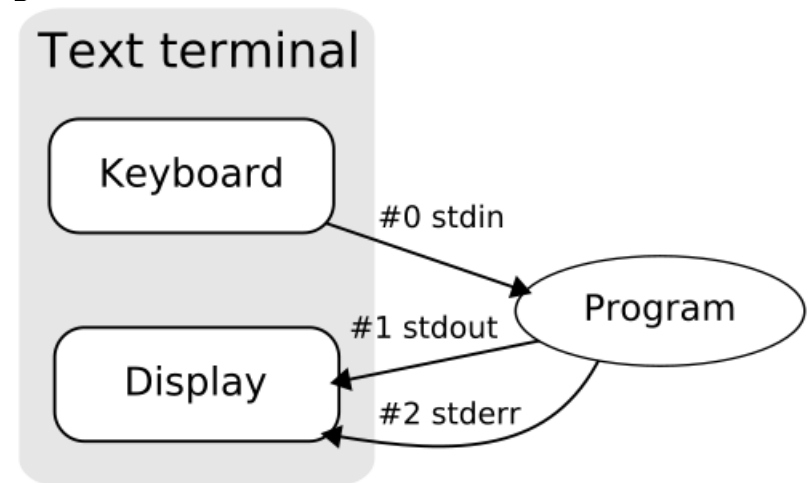 Text terminal
Keyboard
#0 stdin
Program
#1 stdout
Display
#2 stderr